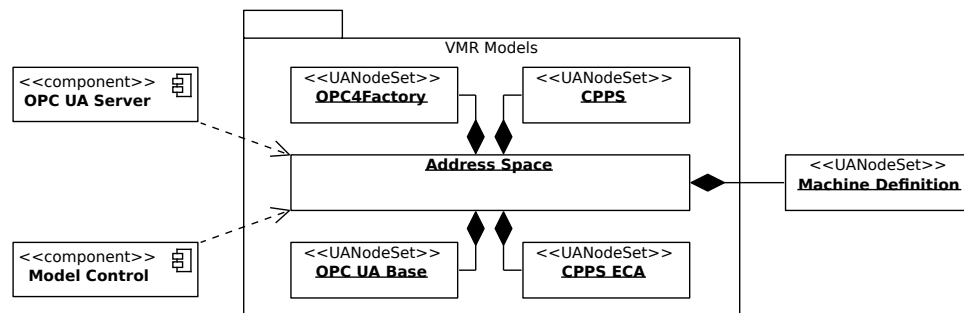 VMR Models
<<component>>
OPC UA Server
<<UANodeSet>>
OPC4Factory
<<UANodeSet>>
CPPS
Address Space
<<UANodeSet>>
Machine Definition
<<component>>
Model Control
<<UANodeSet>>
OPC UA Base
<<UANodeSet>>
CPPS ECA